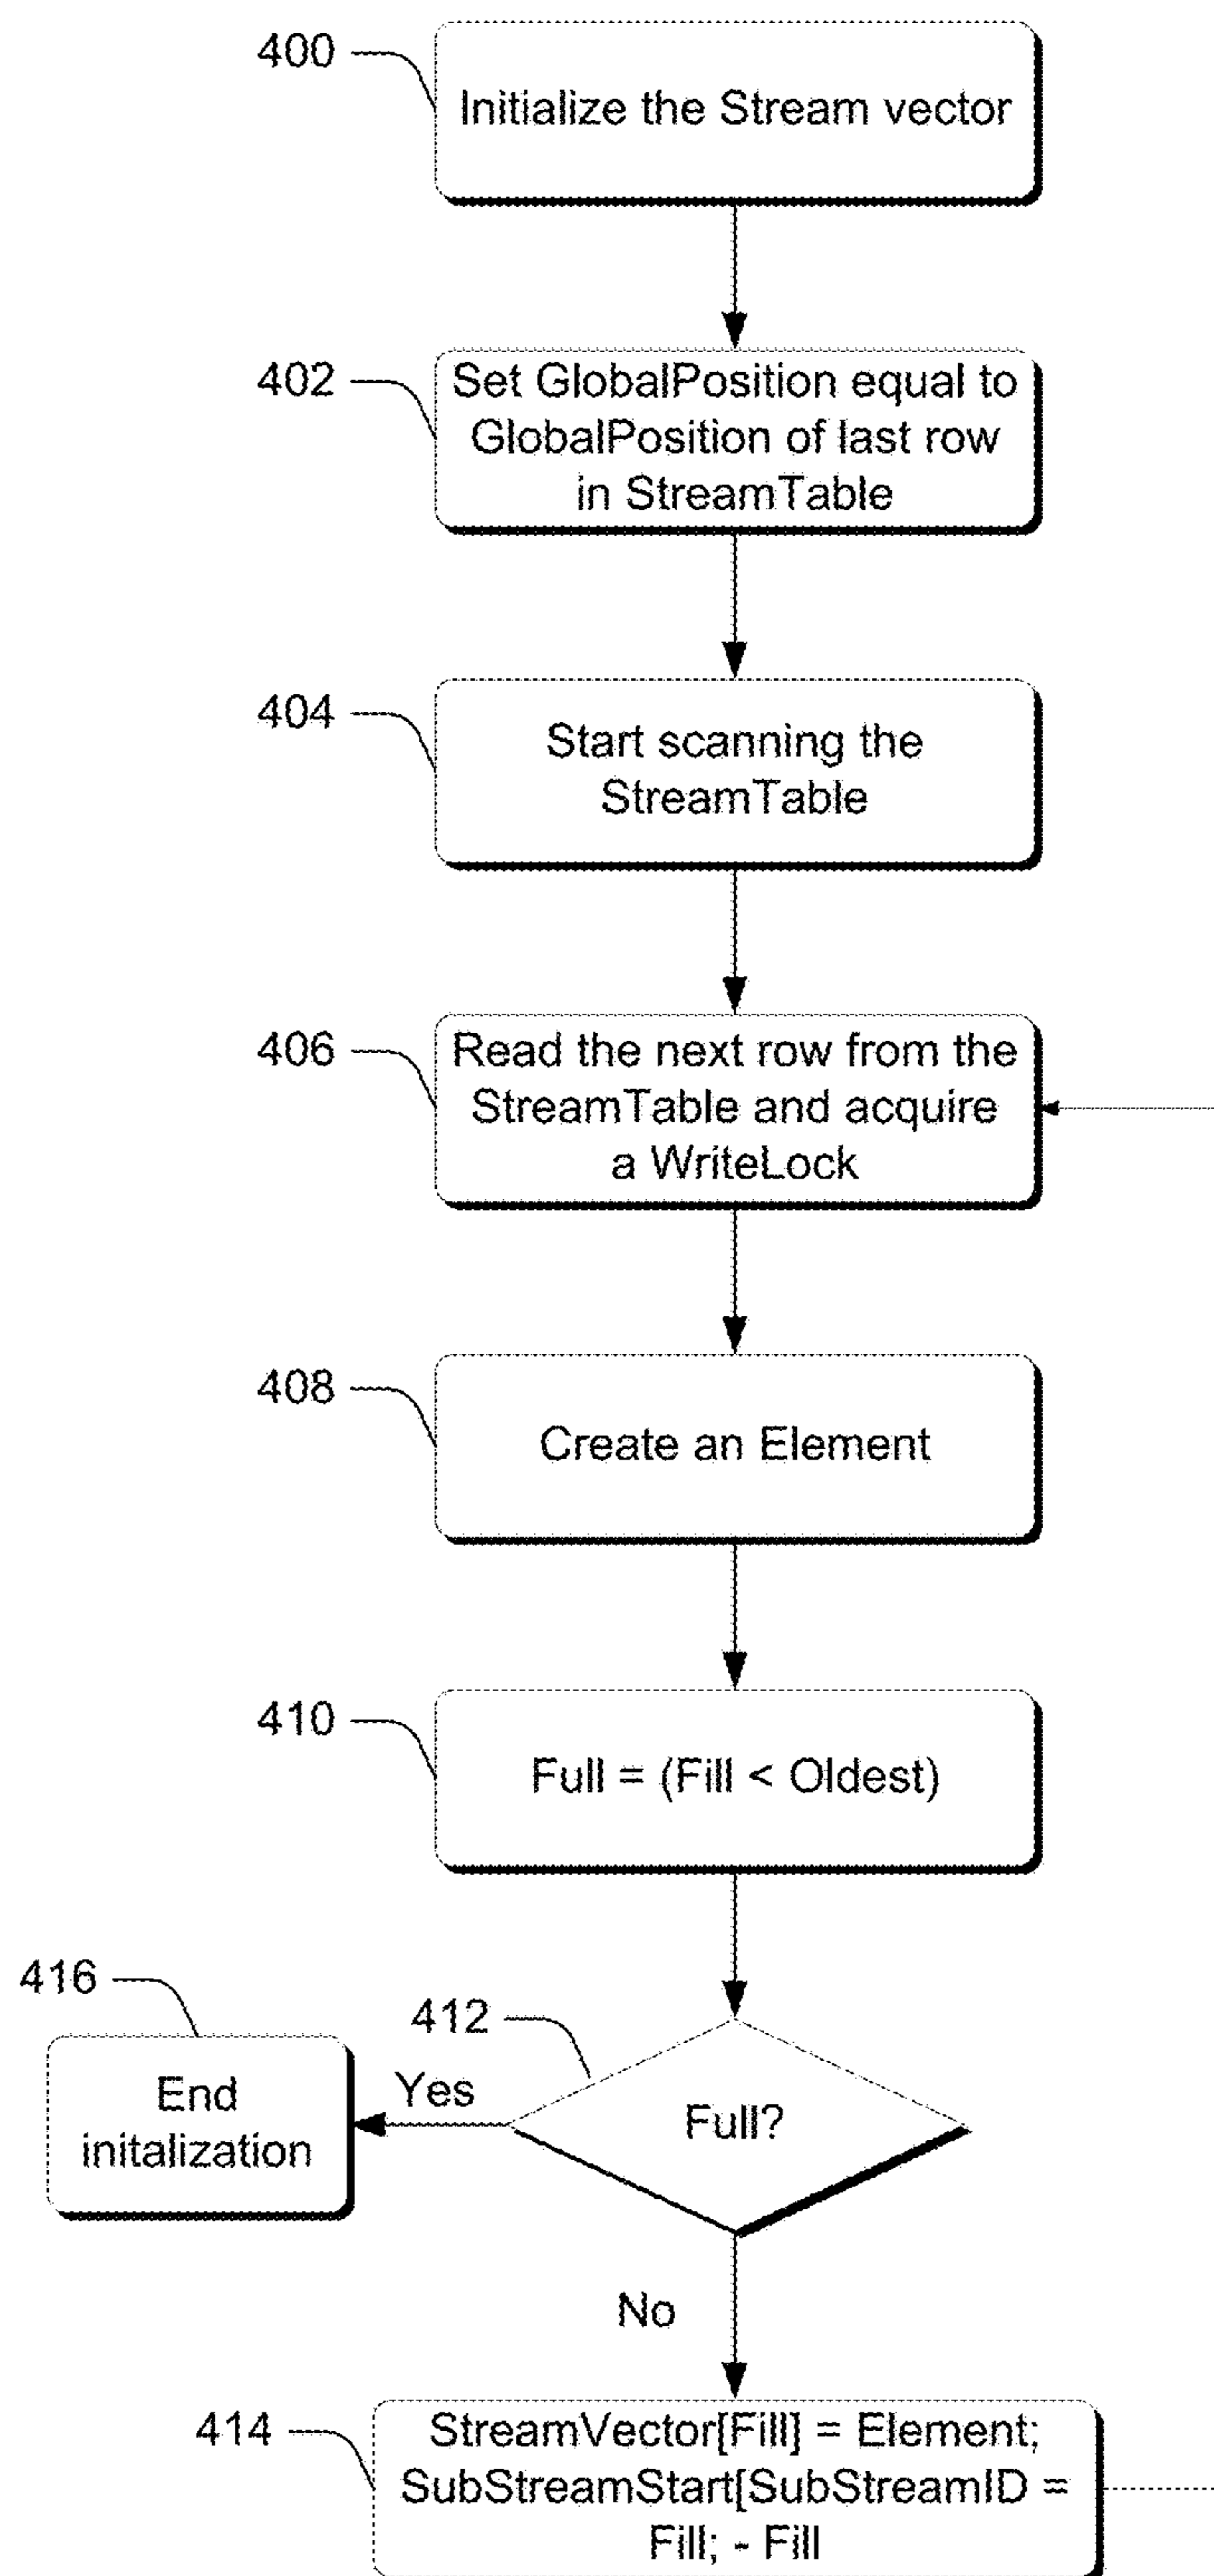 400
Initialize the Stream vector
402
Set GlobalPosition equal to
GlobalPosition of last row
in StreamTable
404
Start scanning the
StreamTable
406
Read the next row from the
StreamTable and acquire
a WriteLock
408
Create an Element
410
Full = (Fill < Oldest)
416
412
End
initalization
Yes
Full?
No
414
StreamVector[Fill] = Element;
SubStreamStart[SubStreamID =
Fill; - Fill